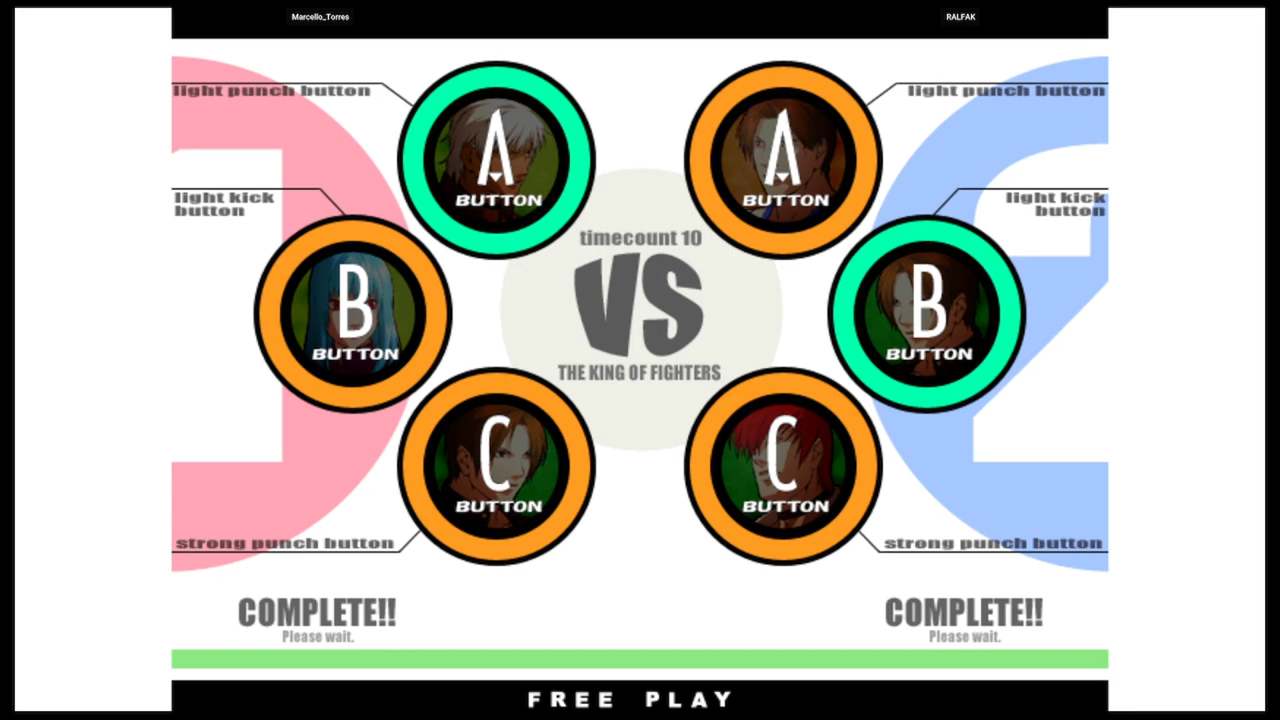 Marcello_Torres
RALFAK
light punch button
A
BUTTON
A
BUTTON
light punch button
light kick
button
light kick
button
timecount 10
VS
THE KING OF FIGHTERS
B
BUTTON
B
BUTTON
C
BUTTON
C
BUTTON
strong punch button
strong punch button
COMPLETE!!
Please wait.
COMPLETE!!
Please wait.
FREE PLAY
1
2